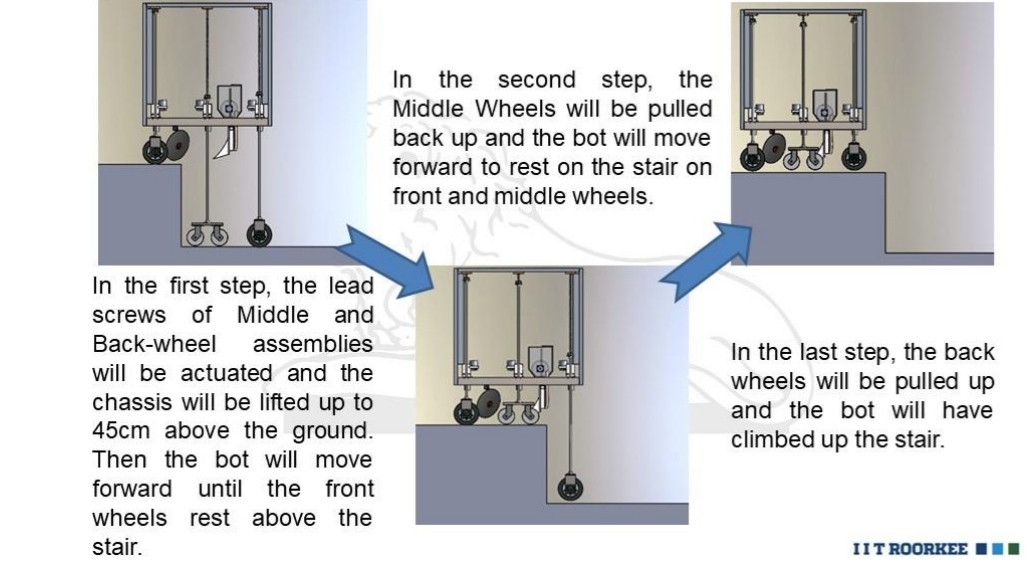 In the first step, the lead
screws of Middle and
Back-wheel assemblies
will be actuated and the
chassis will be lifted up to
45cm above the ground.
Then the bot will move
forward until the front
wheels rest above the
stair.
In the second step, the
Middle Wheels will be pulled
back up and the bot will move
forward to rest on the stair on
front and middle wheels.
In the last step, the back
wheels will be pulled up
and the bot will have
climbed up the stair.
IIT ROORKEE